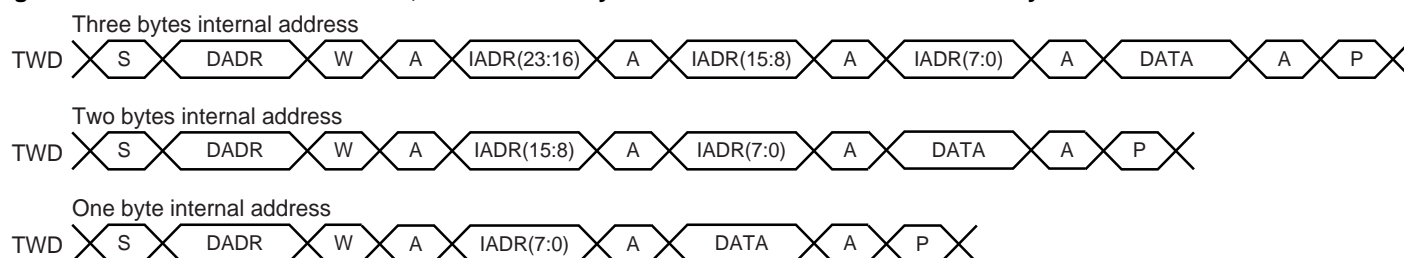 Three bytes internal address
TWD S DADR W A IADR(23:16) A IADR(15:8) A IADR(7:0) A DATA A P
Two bytes internal address
TWD S DADR W A IADR(15:8) A IADR(7:0) A DATA A P
One byte internal address
TWD S DADR W A IADR(7:0) A DATA A P